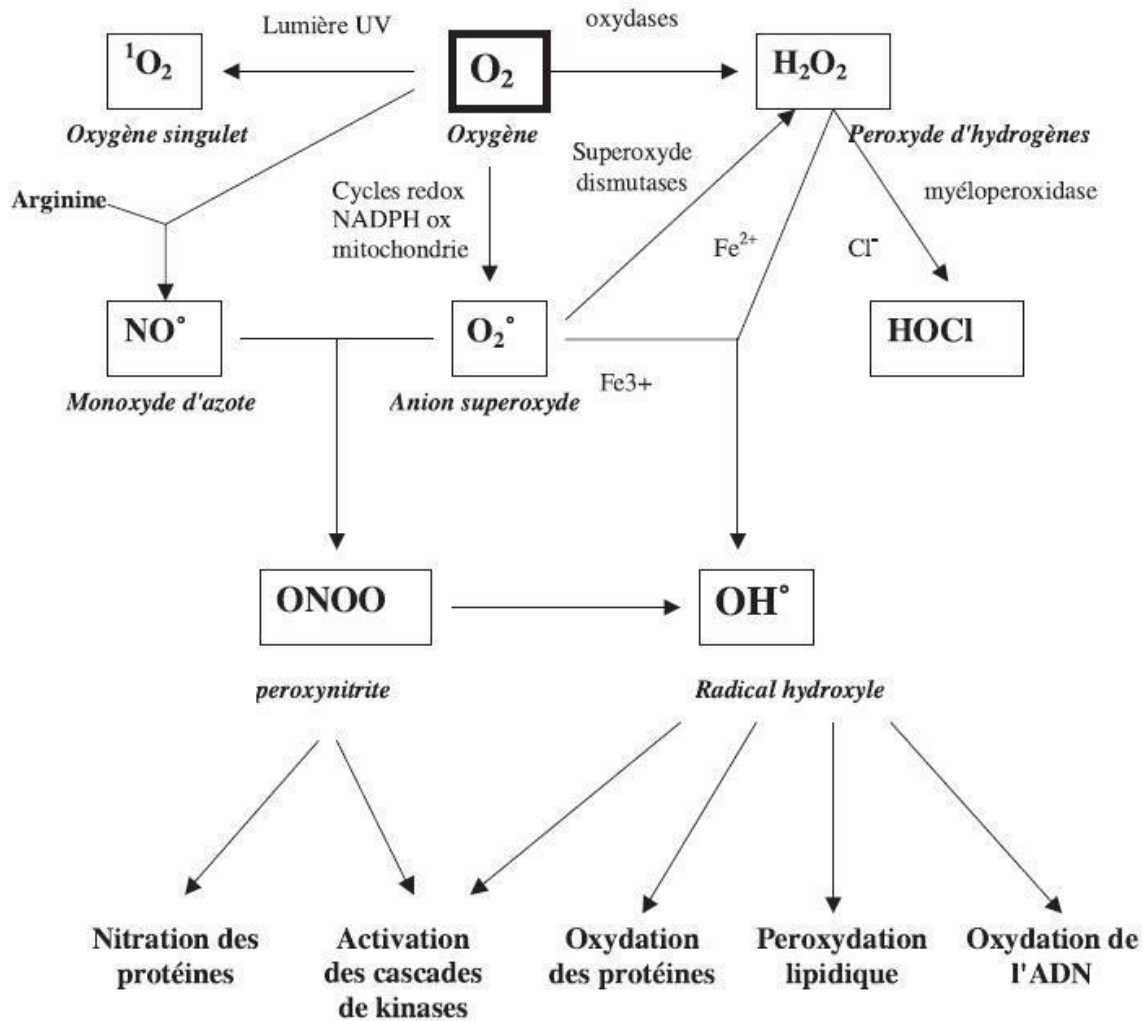 Lumière UV
oxydases
¹O₂
O₂
H₂O₂
Oxygène singulet
Oxygène
Peroxyde d'hydrogènes
Superoxyde
dismutases
Cycles redox
NADPH ox
mitochondrie
Arginine
myéloperoxidase
Fe²⁺
Cl⁻
NO°
O₂°
HOCl
Fe3+
Monoxyde d'azote
Anion superoxyde
ONOO
OH°
peroxynitrite
Radical hydroxyle
Nitration des
protéines
Activation
des cascades
de kinases
Oxydation
des protéines
Peroxydation
lipidique
Oxydation de
l'ADN